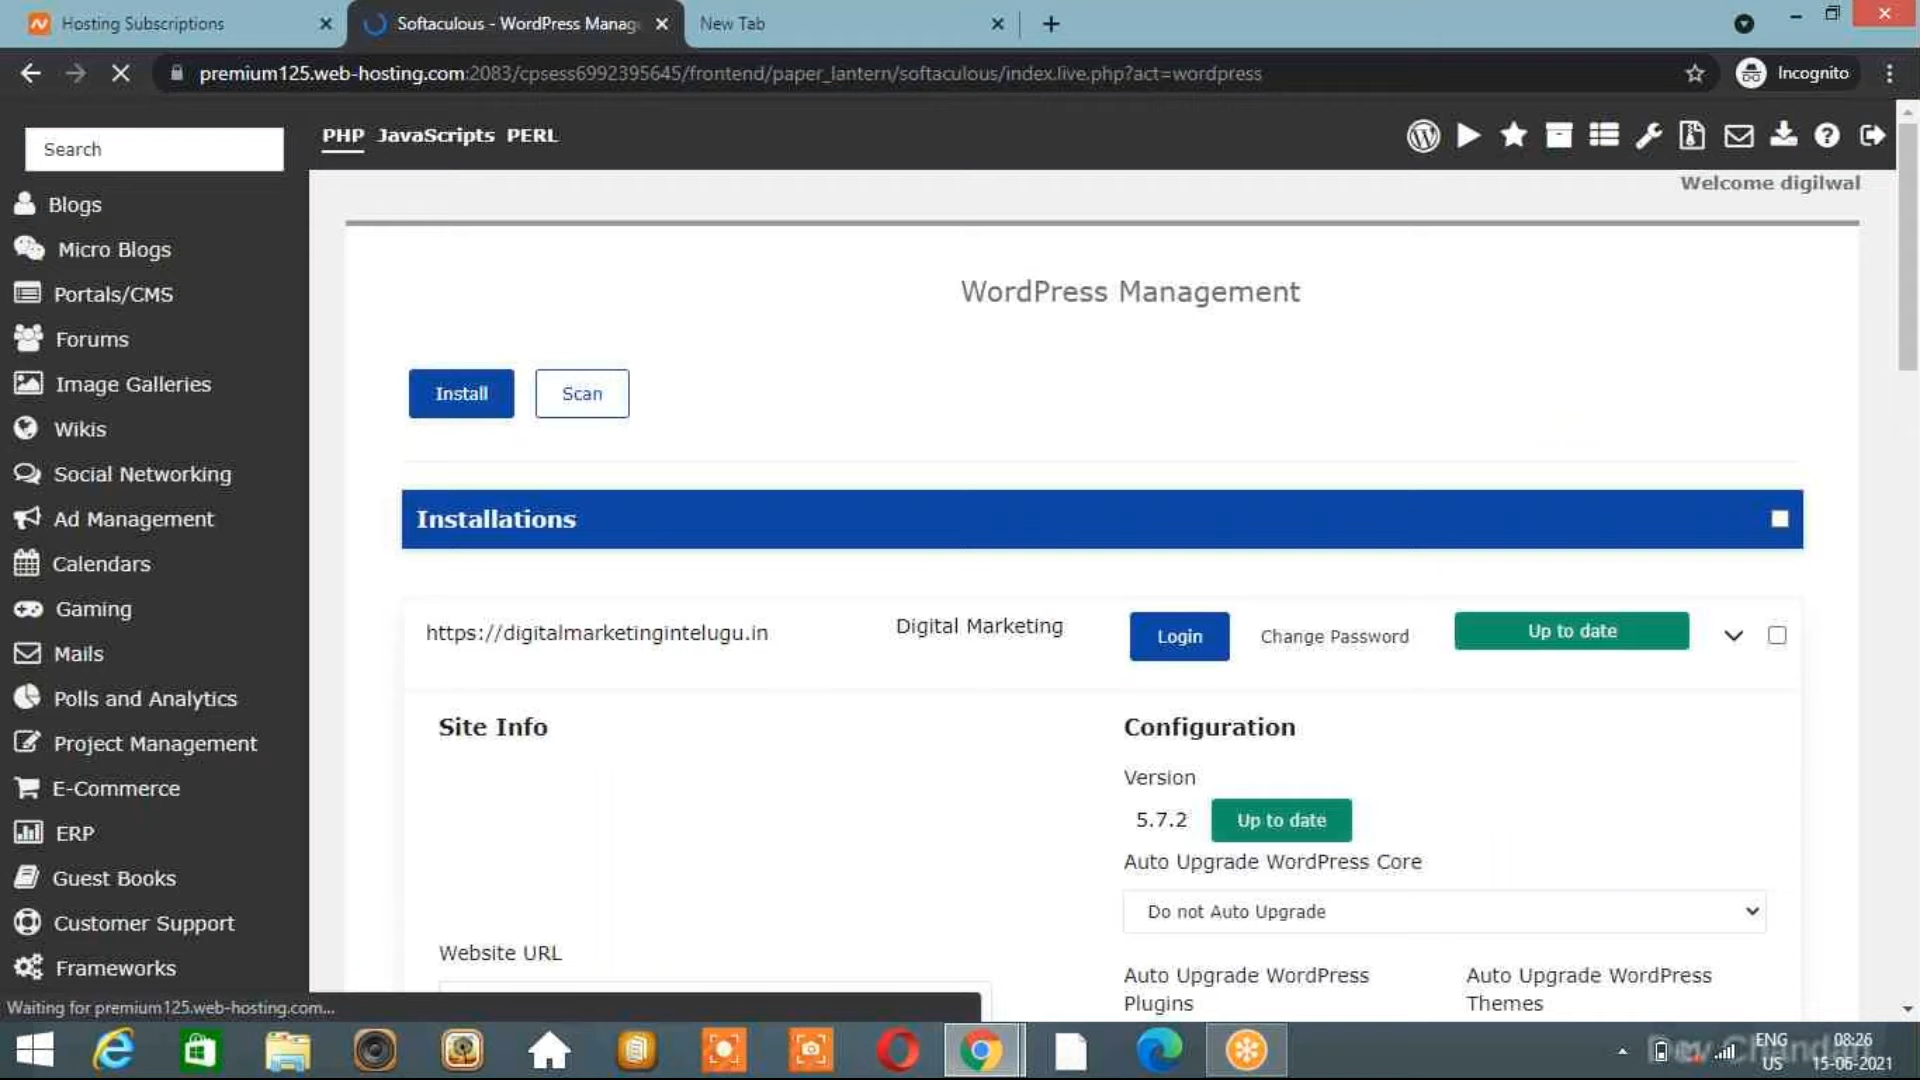 Hosting Subscriptions
Softaculous - WordPress Manag
New Tab
premium125.web-hosting.com:2083/cpsess6992395645/frontend/paper_lantern/softaculous/index.live.php?act=wordpress
Incognito
Search
PHP JavaScripts PERL
Welcome digilwal
Blogs
Micro Blogs
Portals/CMS
Forums
Image Galleries
Wikis
Social Networking
Ad Management
Calendars
Gaming
Mails
Polls and Analytics
Project Management
E-Commerce
ERP
Guest Books
Customer Support
Frameworks
WordPress Management
Install
Scan
Installations
https://digitalmarketingintelugu.in
Digital Marketing
Login
Change Password
Up to date
Site Info
Website URL
Configuration
Version
5.7.2
Up to date
Auto Upgrade WordPress Core
Do not Auto Upgrade
Auto Upgrade WordPress
Plugins
Auto Upgrade WordPress
Themes
Waiting for premium125.web-hosting.com...
ENG
US
08:26
15-06-2021